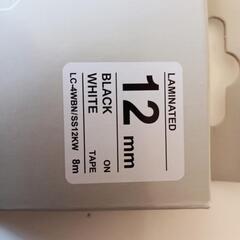 LAMINATED
12 mm
BLACK ON
WHITE TAPE
LC-4WBN/SS12KW 8m